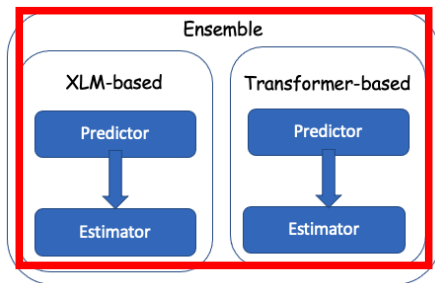 Ensemble
XLM-based
Transformer-based
Predictor
Predictor
Estimator
Estimator